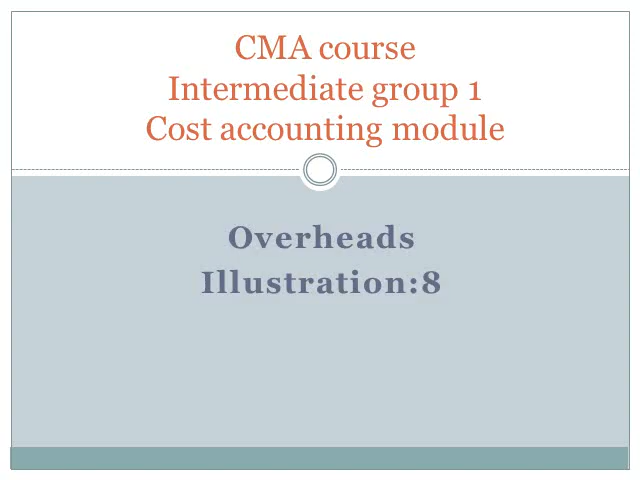 CMA course
Intermediate group 1
Cost accounting module
Overheads
Illustration:8